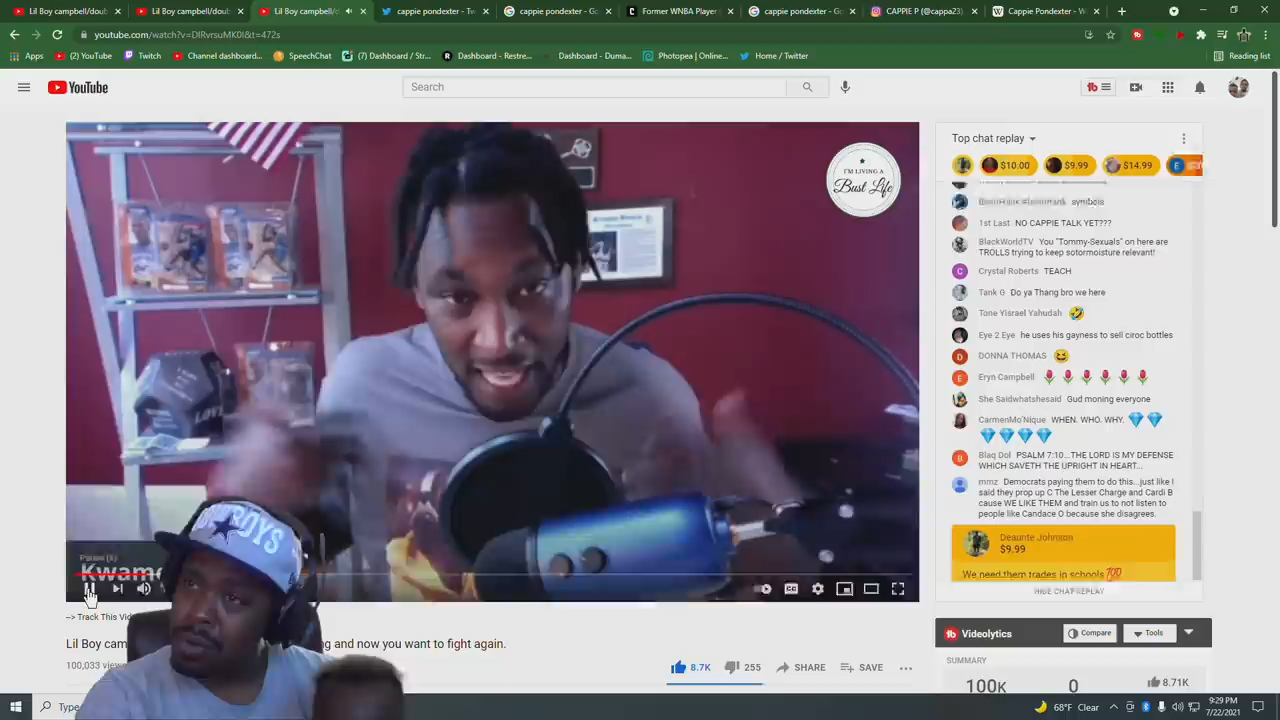 Lil Boy campbell/doub
Lil Boy campbell/doub
Lil Boy campbell/
cappie pondexter - Tw
cappie pondexter - Go
Former WNBA Player
cappie pondexter - Go
CAPPIE P (@cappa23)
Cappie Pondexter - W
youtube.com/watch?v=DIRvrsuMK0I&t=472s
Apps
(2) YouTube
Twitch
Channel dashboard...
SpeechChat
Dashboard / Str...
Dashboard - Restre...
Dashboard - Duma...
Photopea | Online...
Home / Twitter
Reading list
YouTube
Search
I'M LIVING A
Bust Life
Top chat replay
$10.00
$9.99
$14.99
E
symbols
1st Last NO CAPPIE TALK YET???
BlackWorldTV You "Tommy-Sexuals" on here are
TROLLS trying to keep sotormoisture relevant!
Crystal Roberts TEACH
Tank G Do ya Thang bro we here
Tane Yisrael Yahudah 🤣
Eye 2 Eye he uses his gayness to sell ciroc bottles
DONNA THOMAS 😆
Eryn Campbell 🌷🌷🌷🌷🌷🌷
She Saidwhatshesaid Gud moning everyone
CarmenMo'Nique WHEN. WHO. WHY. 💎💎
💎💎💎💎
Blaq Dol PSALM 7:10...THE LORD IS MY DEFENSE
WHICH SAVETH THE UPRIGHT IN HEART...
mmz Democrats paying them to do this...just like I
said they prop up C The Lesser Charge and Cardi B
cause WE LIKE THEM and train us to not listen to
people like Candace O because she disagrees.
Deaunte Johnson
$9.99
We need them trades in schools 💯
HIDE CHAT REPLAY
COWBOYS
Kwame
--> Track This Vid
Lil Boy cam
ng and now you want to fight again.
100,033 views
8.7K
255
SHARE
SAVE
Videolytics
Compare
Tools
SUMMARY
100K
0
8.71K
Type
68°F Clear
9:29 PM
7/22/2021